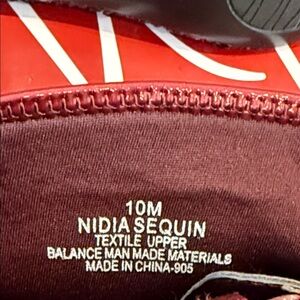 10M
NIDIA SEQUIN
TEXTILE UPPER
BALANCE MAN MADE MATERIALS
MADE IN CHINA-905